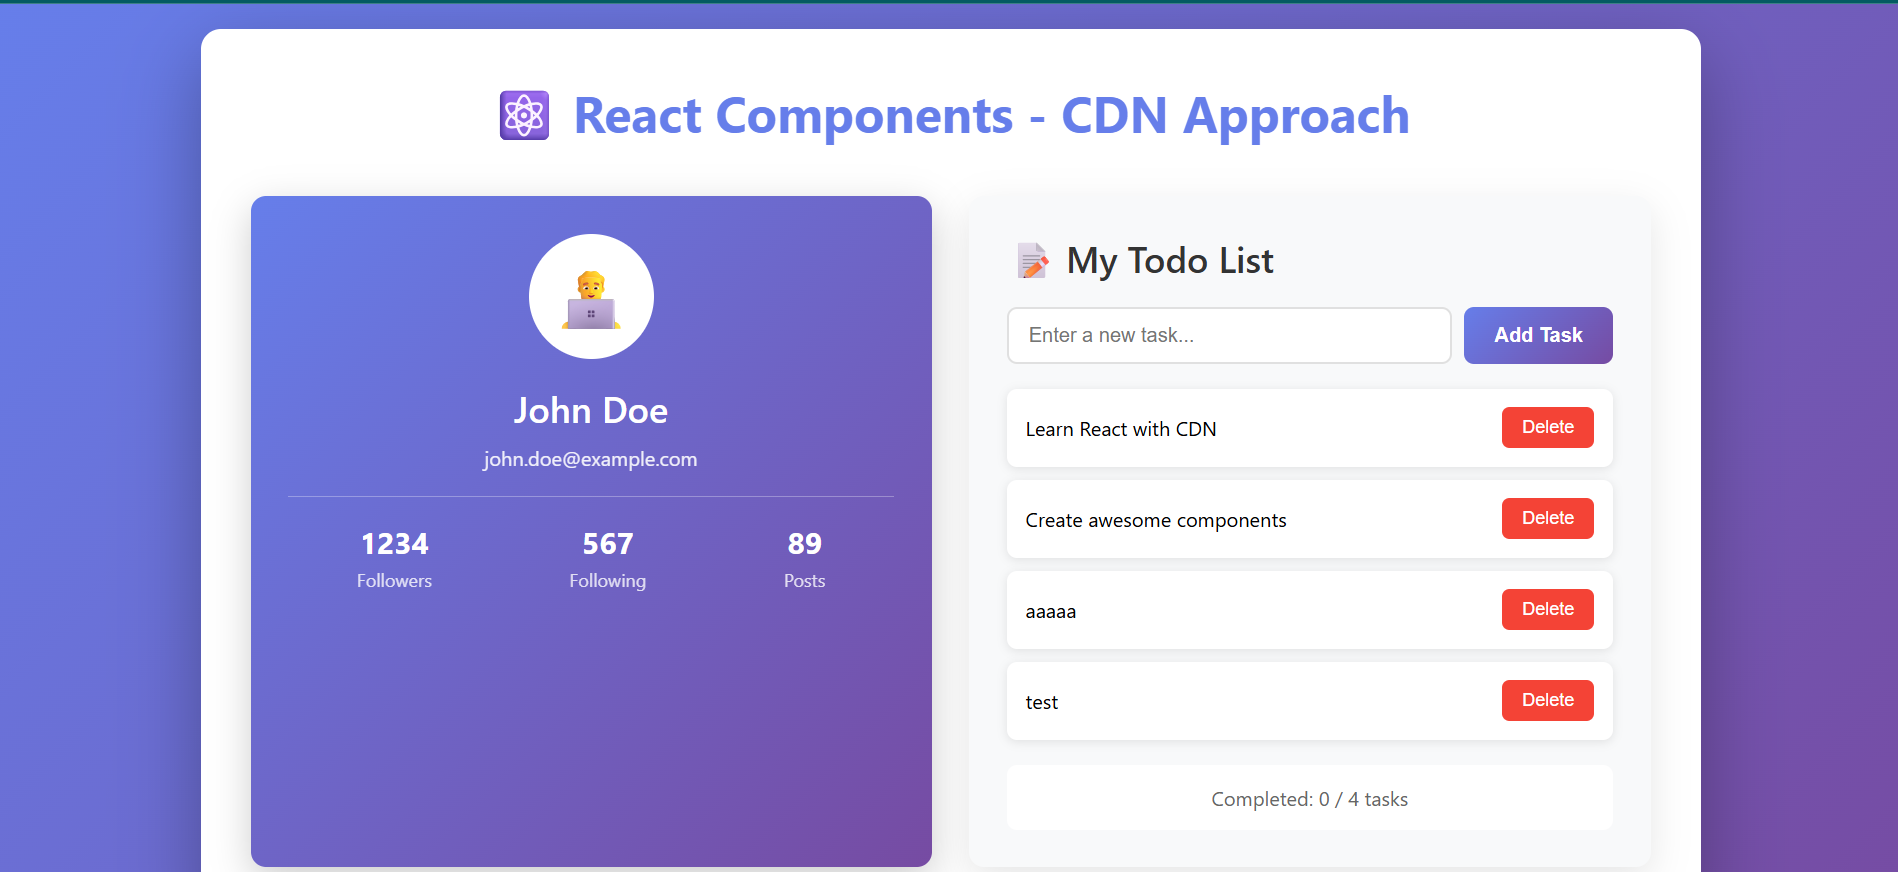 React Components - CDN Approach
John Doe
john.doe@example.com
1234
Followers
567
Following
89
Posts
My Todo List
Enter a new task...
Add Task
Learn React with CDN
Delete
Create awesome components
Delete
aaaaa
Delete
test
Delete
Completed: 0 / 4 tasks